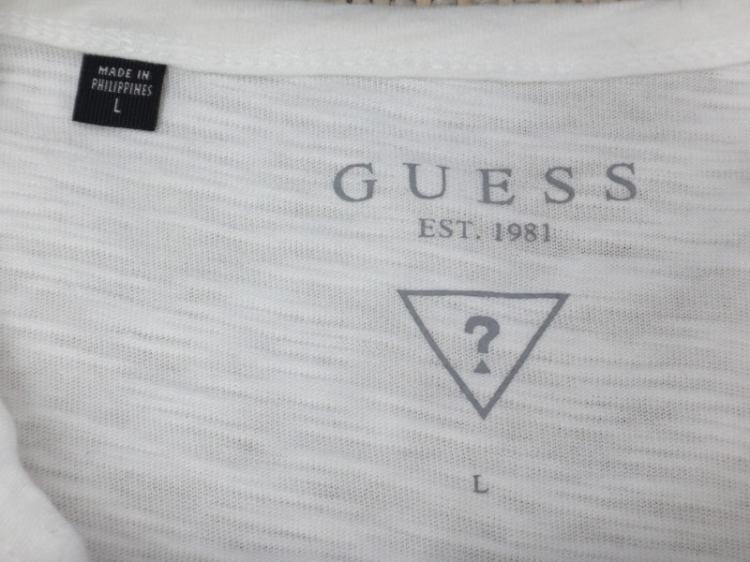 MADE IN
PHILIPPINES
L
GUESS
EST. 1981
?
L